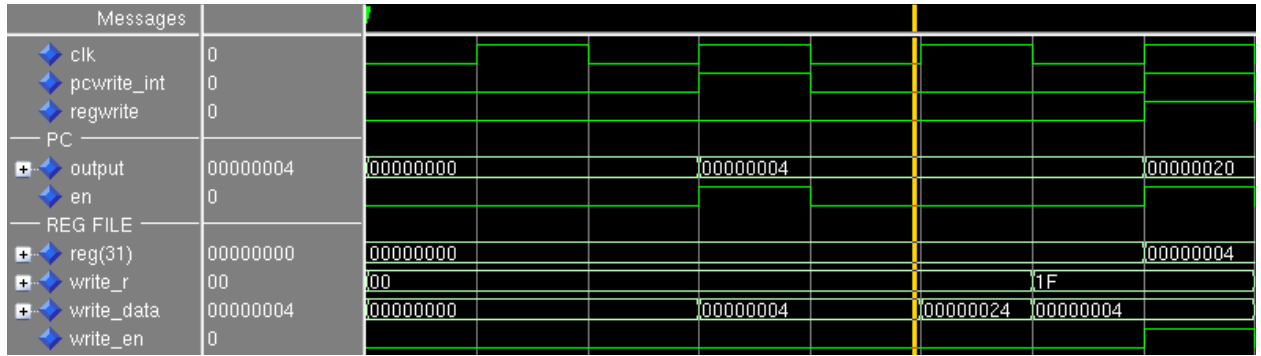 Messages
clk 0
pcwrite_int 0
regwrite 0
PC
output 00000004 00000000 00000004 00000020
en 0
REG FILE
reg(31) 00000000 00000000 00000004
write_r 00 00 1F
write_data 00000004 00000000 00000004 00000024 00000004
write_en 0